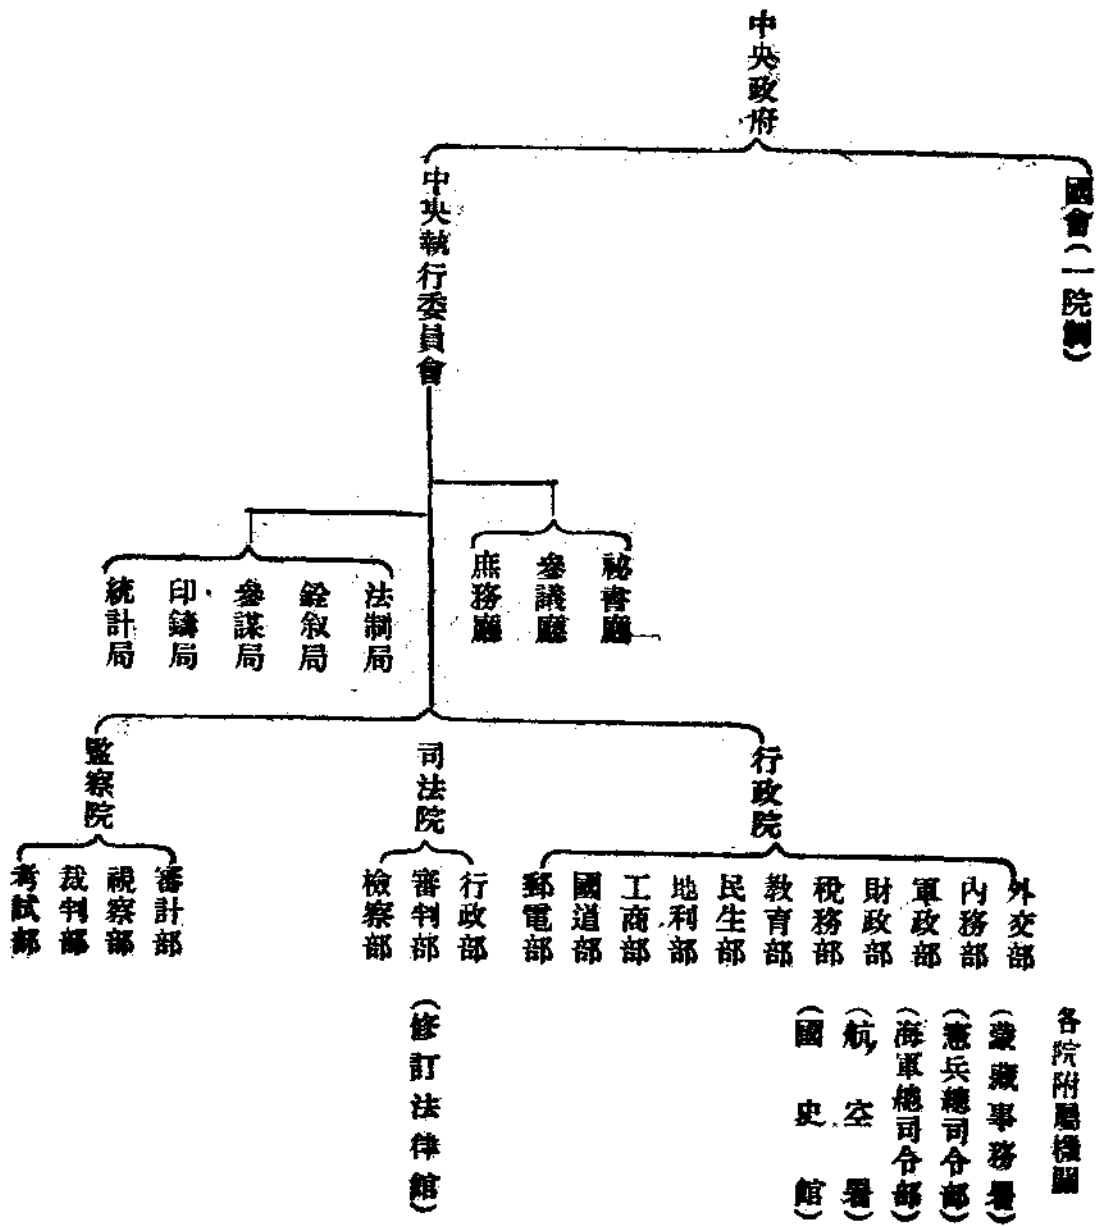 中央政府
國會（一院制）
中央執行委員會
祕書廳
參議廳
庶務廳
法制局
銓敘局
參謀局
印鑄局
統計局
行政院
司法院
監察院
外交部
內務部
軍政部
財政部
稅務部
教育部
民生部
地利部
工商部
國道部
郵電部
行政部
審判部
檢察部
審計部
視察部
裁判部
考試部
各院附屬機關
（蒙藏事務署）
（憲兵總司令部）
（海軍總司令部）
（航空署）
（國史館）
（修訂法律館）